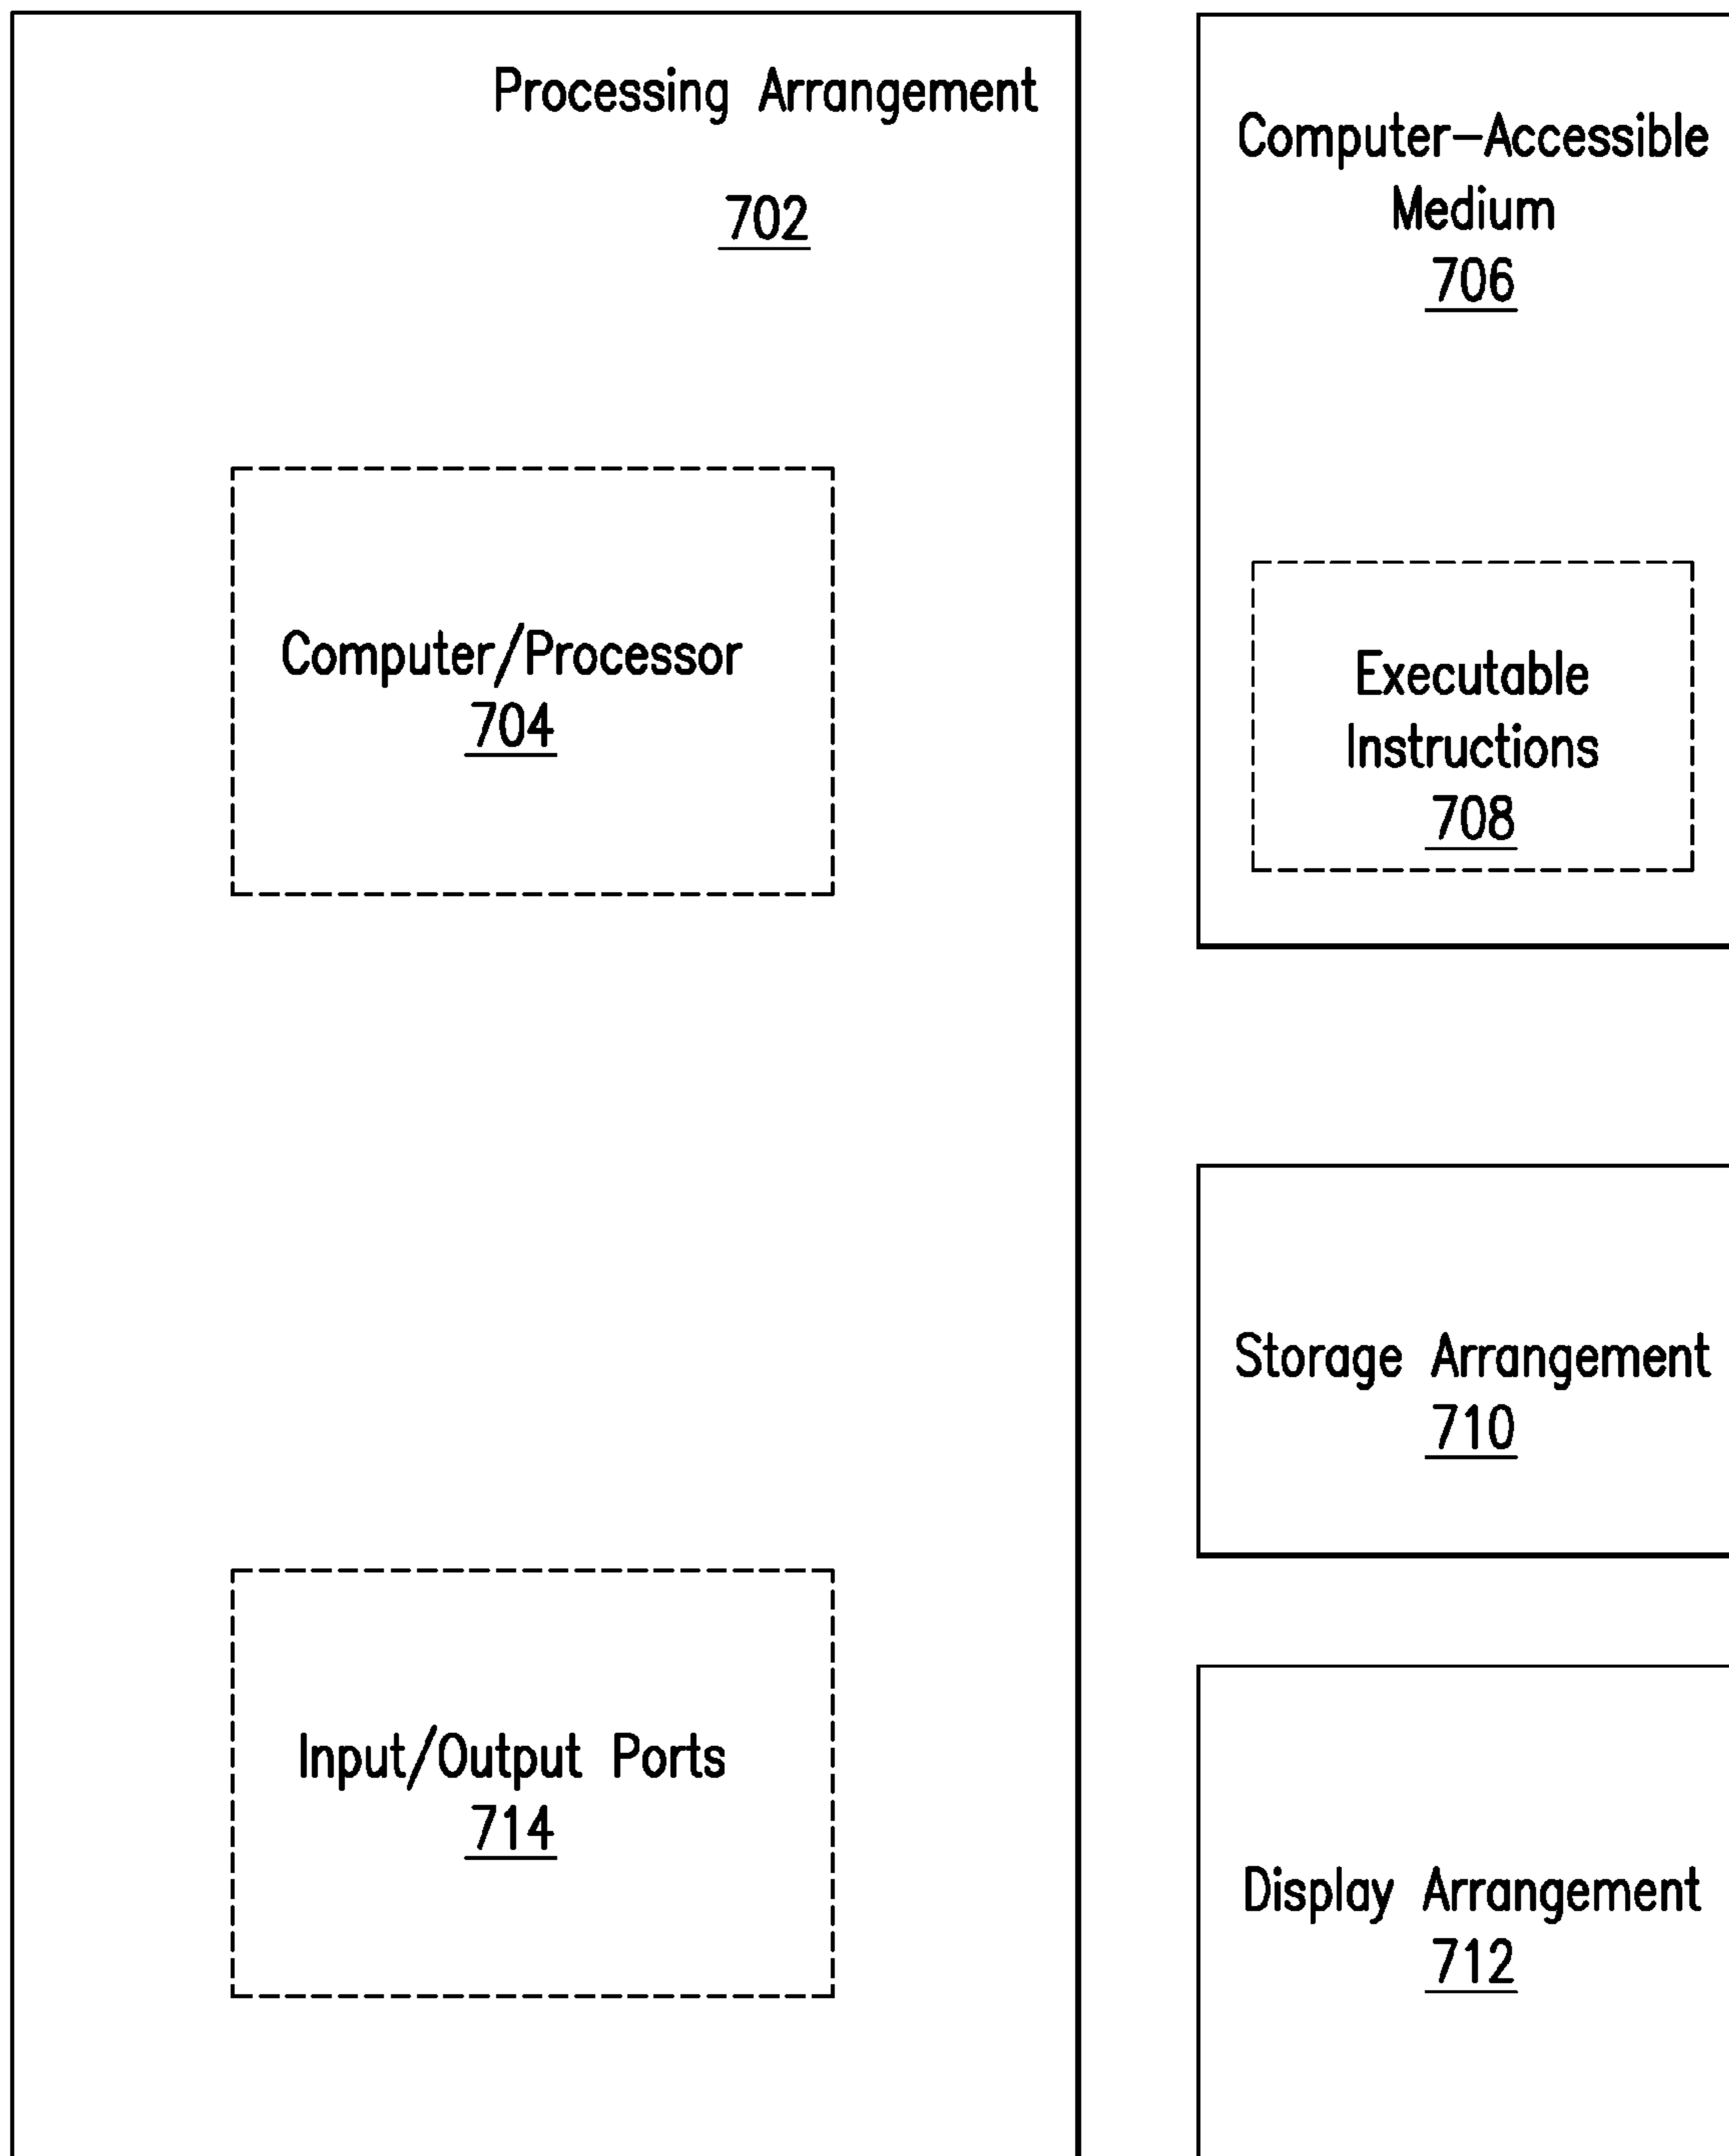 Processing Arrangement
702
Computer/Processor
704
Input/Output Ports
714
Computer-Accessible
Medium
706
Executable
Instructions
708
Storage Arrangement
710
Display Arrangement
712